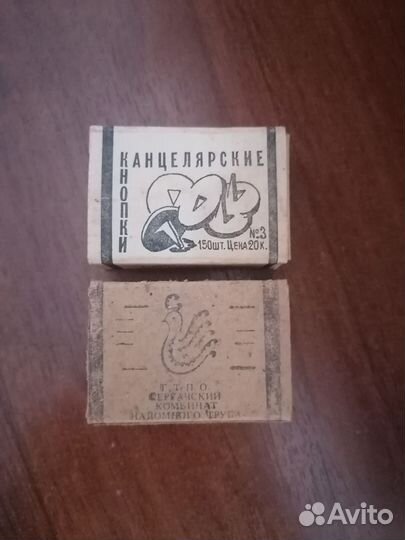 КАНЦЕЛЯРСКИЕ
КНОПКИ
№3
150ШТ. ЦЕНА 20К.
Г. Т. П. О.
СЕРГАЧСКИЙ
КОМБИНАТ
НАДОМНОГО ТРУДА
Avito